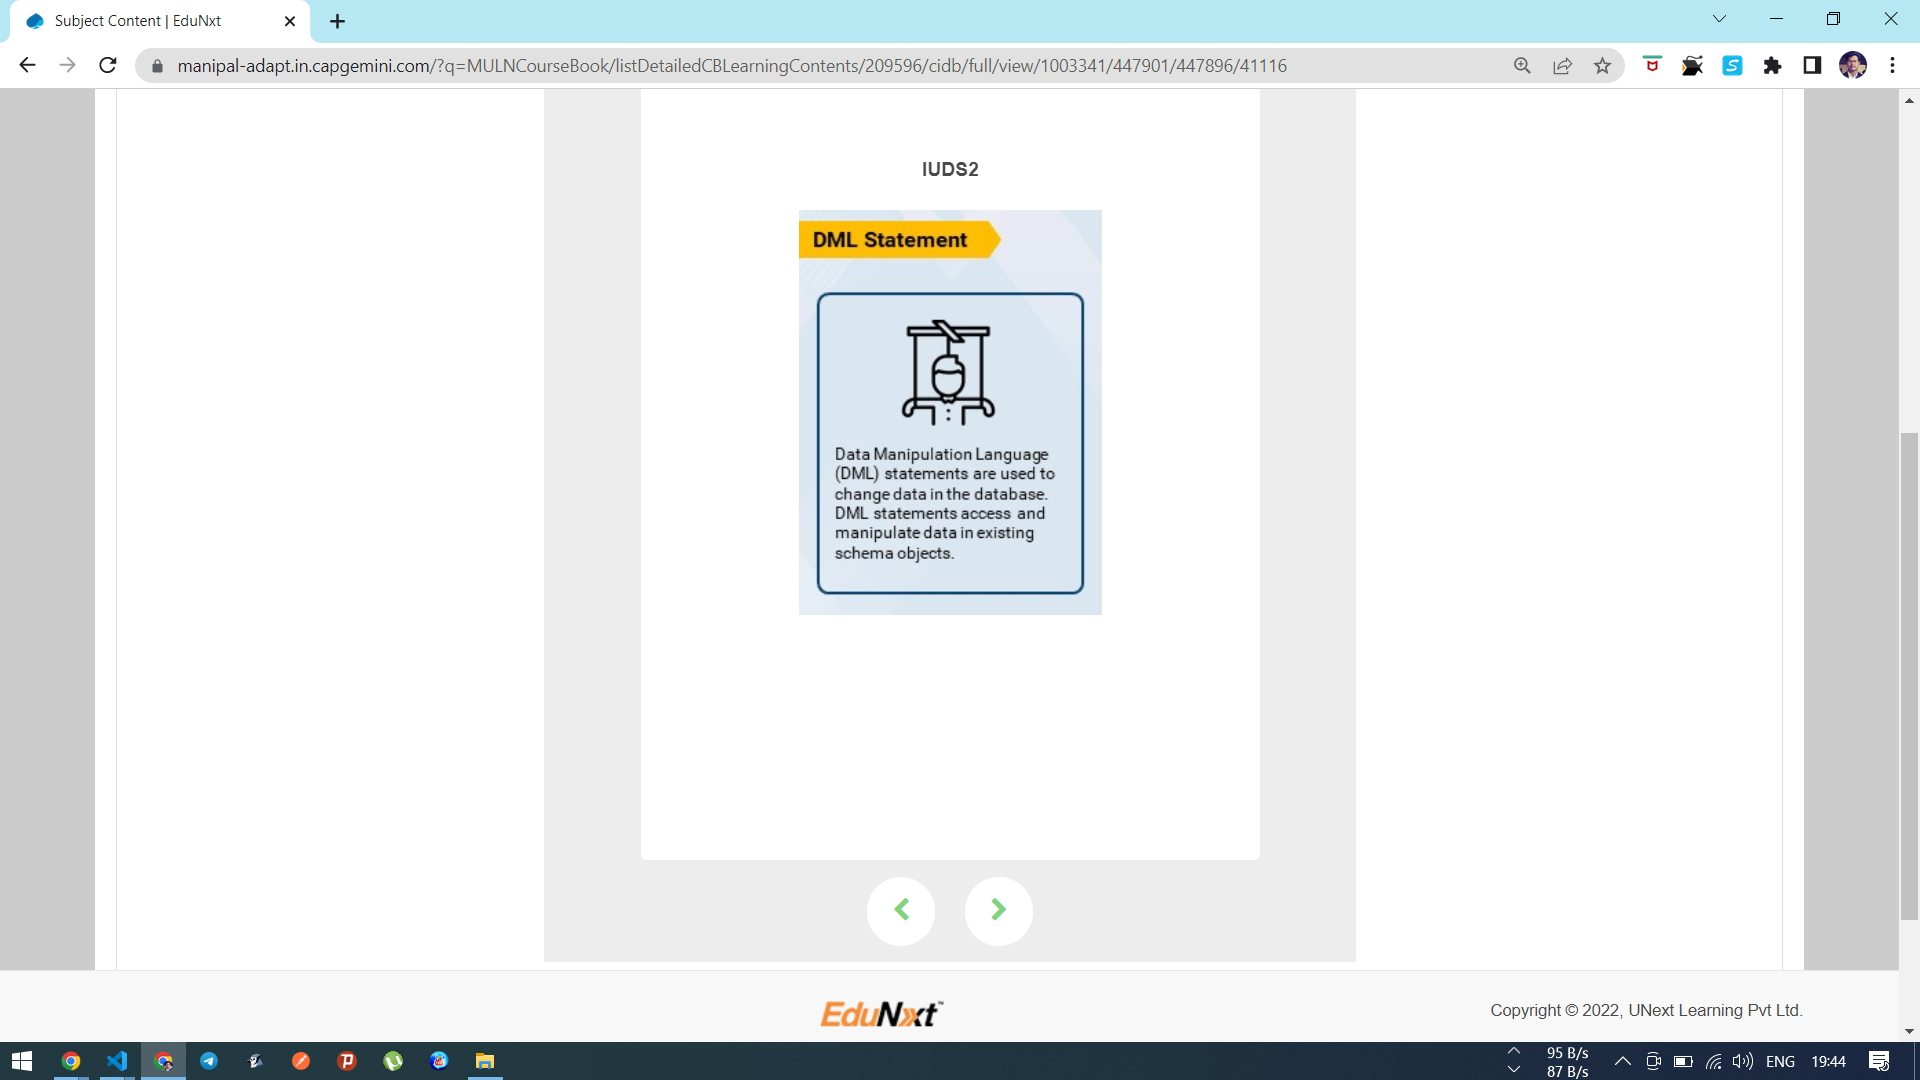 Subject Content | EduNxt
manipal-adapt.in.capgemini.com/?q=MULNCourseBook/listDetailedCBLearningContents/209596/cidb/full/view/1003341/447901/447896/41116
IUDS2
DML Statement
Data Manipulation Language
(DML) statements are used to
change data in the database.
DML statements access and
manipulate data in existing
schema objects.
EduNxt™
Copyright © 2022, UNext Learning Pvt Ltd.
95 B/s
87 B/s
ENG
19:44